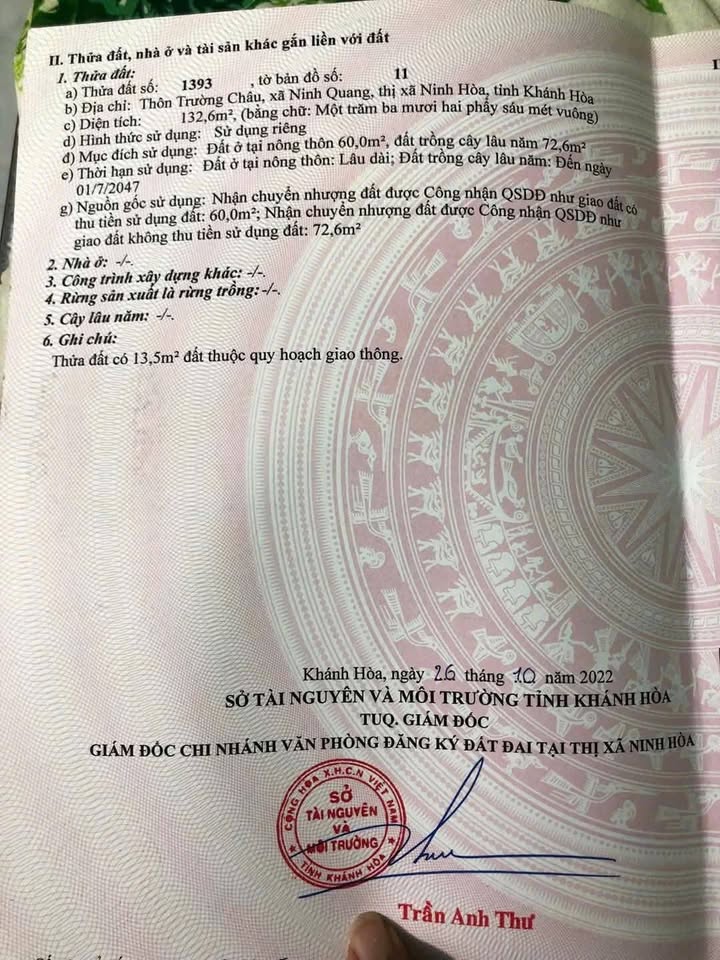 II. Thửa đất, nhà ở và tài sản khác gắn liền với đất
1. Thửa đất:
a) Thửa đất số: 1393 , tờ bản đồ số: 11
b) Địa chỉ: Thôn Trường Châu, xã Ninh Quang, thị xã Ninh Hòa, tỉnh Khánh Hòa
c) Diện tích: 132,6m², (bằng chữ: Một trăm ba mươi hai phẩy sáu mét vuông)
d) Hình thức sử dụng: Sử dụng riêng
đ) Mục đích sử dụng: Đất ở tại nông thôn 60,0m², đất trồng cây lâu năm 72,6m²
e) Thời hạn sử dụng: Đất ở tại nông thôn: Lâu dài; Đất trồng cây lâu năm: Đến ngày
01/7/2047
g) Nguồn gốc sử dụng: Nhận chuyển nhượng đất được Công nhận QSDĐ như giao đất có
thu tiền sử dụng đất: 60,0m²; Nhận chuyển nhượng đất được Công nhận QSDĐ như
giao đất không thu tiền sử dụng đất: 72,6m²
2. Nhà ở: -/-.
3. Công trình xây dựng khác: -/-.
4. Rừng sản xuất là rừng trồng: -/-.
5. Cây lâu năm: -/-.
6. Ghi chú:
Thửa đất có 13,5m² đất thuộc quy hoạch giao thông.
Khánh Hòa, ngày 26 tháng 10 năm 2022
SỞ TÀI NGUYÊN VÀ MÔI TRƯỜNG TỈNH KHÁNH HÒA
TUQ. GIÁM ĐỐC
GIÁM ĐỐC CHI NHÁNH VĂN PHÒNG ĐĂNG KÝ ĐẤT ĐAI TẠI THỊ XÃ NINH HÒA
CỘNG HÒA X.H.C.N VIỆT NAM
SỞ
TÀI NGUYÊN
VÀ
MÔI TRƯỜNG
TỈNH KHÁNH HÒA
Trần Anh Thư